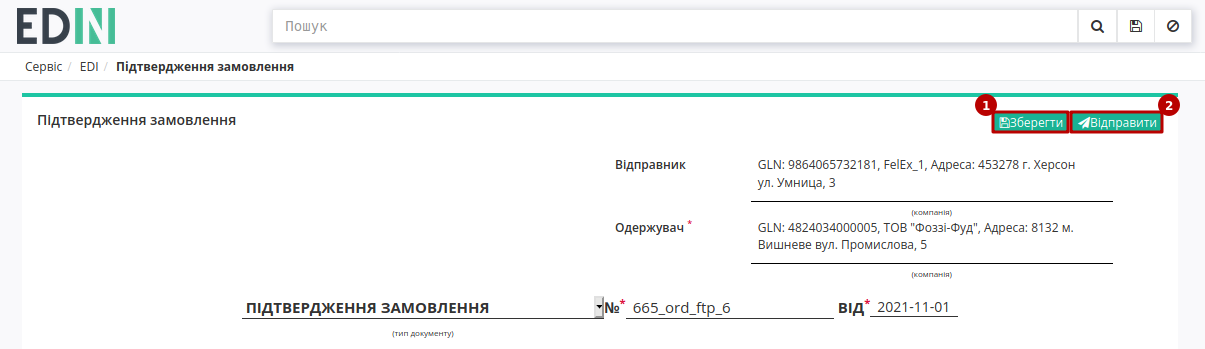 EDIN
Пошук
Сервіс / EDI / Підтвердження замовлення
1 2
Підтвердження замовлення Зберегти Відправити
Відправник GLN: 9864065732181, FelEx_1, Адреса: 453278 г. Херсон
ул. Умница, 3
(компанія)
Одержувач * GLN: 4824034000005, ТОВ "Фоззі-Фуд", Адреса: 8132 м.
Вишневе вул. Промислова, 5
(компанія)
ПІДТВЕРДЖЕННЯ ЗАМОВЛЕННЯ №* 665_ord_ftp_6 ВІД* 2021-11-01
(тип документу)